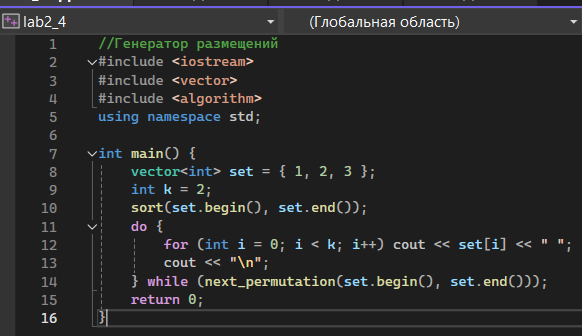 lab2_4 (Глобальная область)
1 //Генератор размещений
2 #include <iostream>
3 #include <vector>
4 #include <algorithm>
5 using namespace std;
6
7 int main() {
8 vector<int> set = { 1, 2, 3 };
9 int k = 2;
10 sort(set.begin(), set.end());
11 do {
12 for (int i = 0; i < k; i++) cout << set[i] << " ";
13 cout << "\n";
14 } while (next_permutation(set.begin(), set.end()));
15 return 0;
16 }